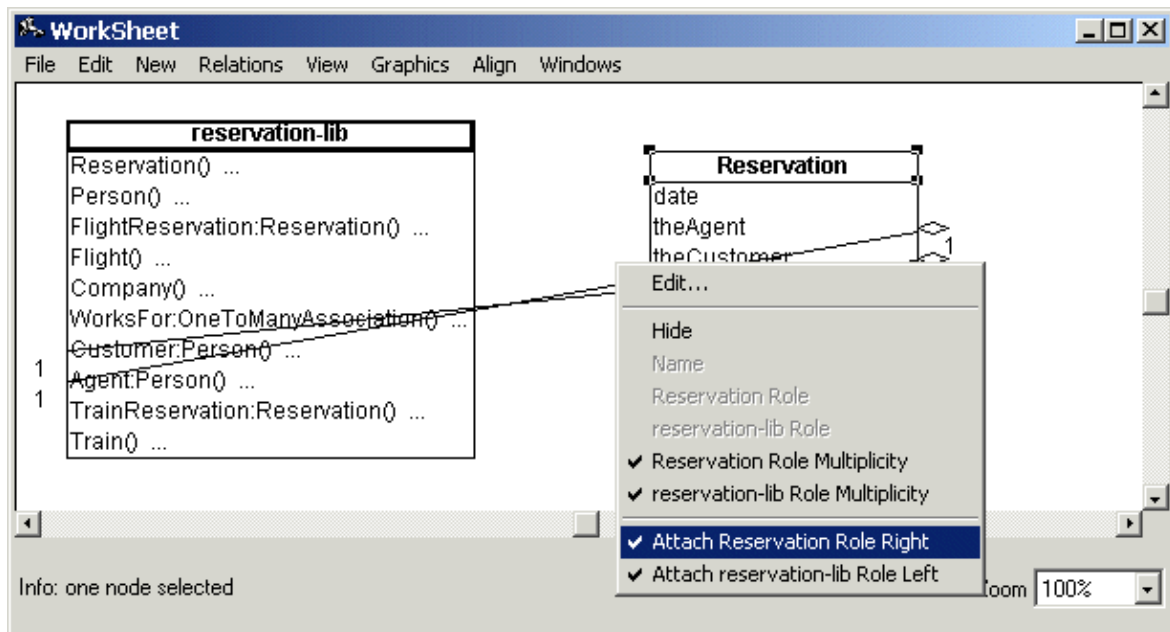 WorkSheet
File Edit New Relations View Graphics Align Windows
reservation-lib
Reservation() ...
Person() ...
FlightReservation:Reservation() ...
Flight() ...
Company() ...
WorksFor:OneToManyAssociation() ...
Customer:Person() ...
Agent:Person() ...
TrainReservation:Reservation() ...
Train() ...
1
1
Reservation
date
theAgent
theCustomer
1
Edit...
Hide
Name
Reservation Role
reservation-lib Role
Reservation Role Multiplicity
reservation-lib Role Multiplicity
Attach Reservation Role Right
Attach reservation-lib Role Left
Info: one node selected
oom 100%